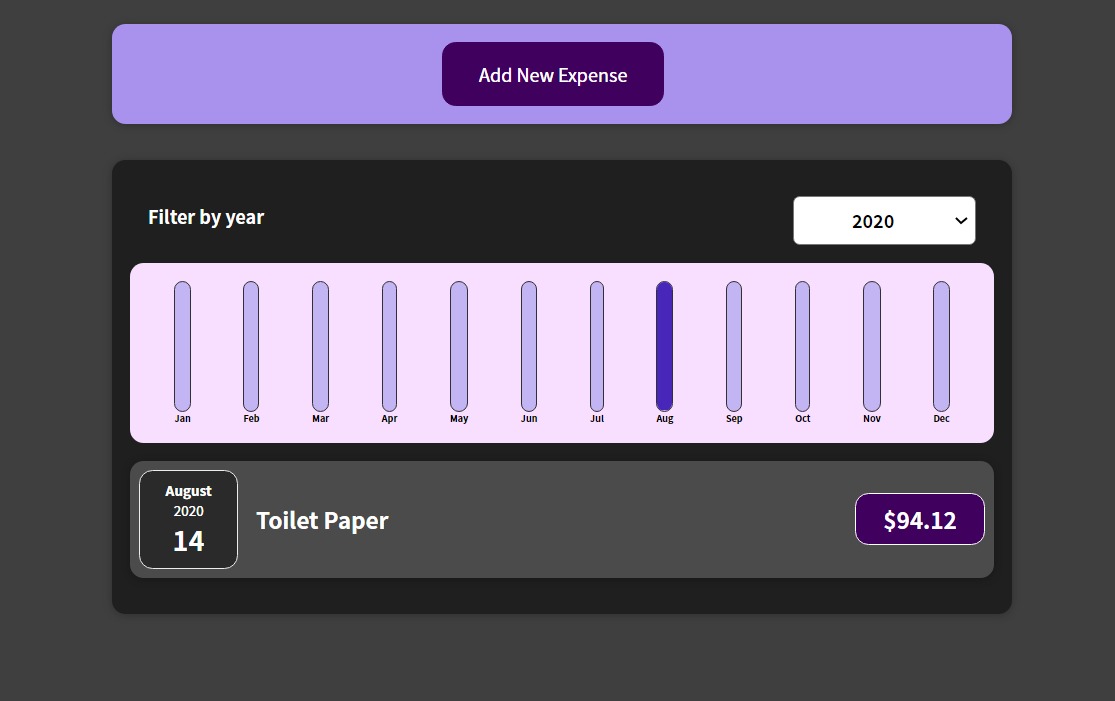 Add New Expense
Filter by year
2020
Jan Feb Mar Apr May Jun Jul Aug Sep Oct Nov Dec
August
2020
14
Toilet Paper
$94.12